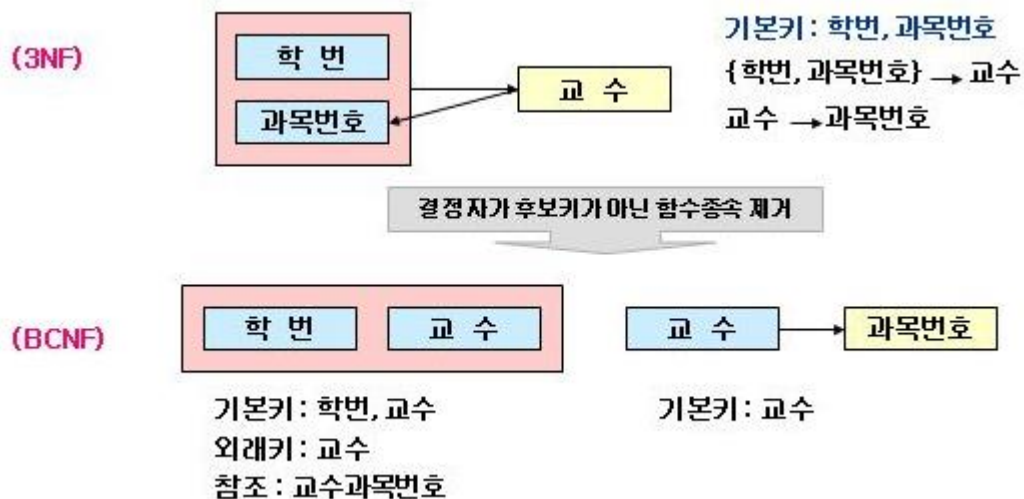 (3NF)
학 번
과목번호
교 수
기본키 : 학번, 과목번호
{학번, 과목번호} → 교수
교수 → 과목번호
결정자가 후보키가 아닌 함수종속 제거
(BCNF)
학 번
교 수
교 수
과목번호
기본키 : 학번, 교수
외래키 : 교수
참조 : 교수과목번호
기본키 : 교수